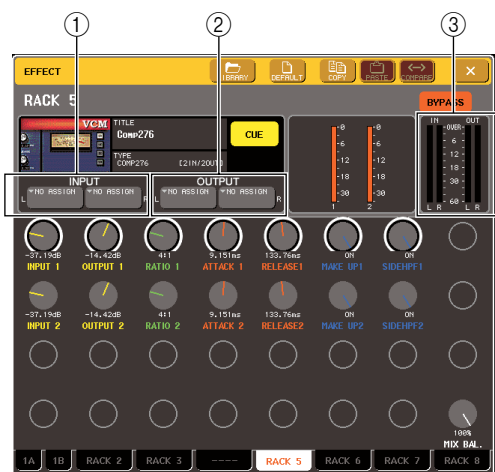 1 2 3
EFFECT LIBRARY DEFAULT COPY PASTE COMPARE ×
RACK 5 BYPASS
VCM TITLE
Comp276
CUE
TYPE
COMP276 [2IN/2OUT]
INPUT OUTPUT
L NO ASSIGN NO ASSIGN R L NO ASSIGN NO ASSIGN R
-0 -0
-6 -6
-12 -12
-18 -18
-30 -30
1 2
IN OUT
OVER
6
12
18
30
60
L R L R
-37.19dB -14.42dB 4:1 9.151ms 133.76ms ON ON
INPUT 1 OUTPUT 1 RATIO 1 ATTACK 1 RELEASE1 MAKE UP1 SIDEHPF1
-37.19dB -14.42dB 4:1 9.151ms 133.76ms ON ON
INPUT 2 OUTPUT 2 RATIO 2 ATTACK 2 RELEASE2 MAKE UP2 SIDEHPF2
100%
MIX BAL.
1A 1B RACK 2 RACK 3 ---- RACK 5 RACK 6 RACK 7 RACK 8